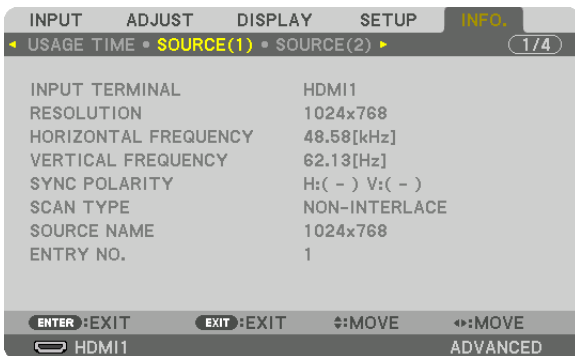 INPUT ADJUST DISPLAY SETUP INFO.
◂ USAGE TIME • SOURCE(1) • SOURCE(2) ▸ 1/4
INPUT TERMINAL HDMI1
RESOLUTION 1024x768
HORIZONTAL FREQUENCY 48.58[kHz]
VERTICAL FREQUENCY 62.13[Hz]
SYNC POLARITY H:( - ) V:( - )
SCAN TYPE NON-INTERLACE
SOURCE NAME 1024x768
ENTRY NO. 1
ENTER :EXIT EXIT :EXIT :MOVE :MOVE
HDMI1 ADVANCED